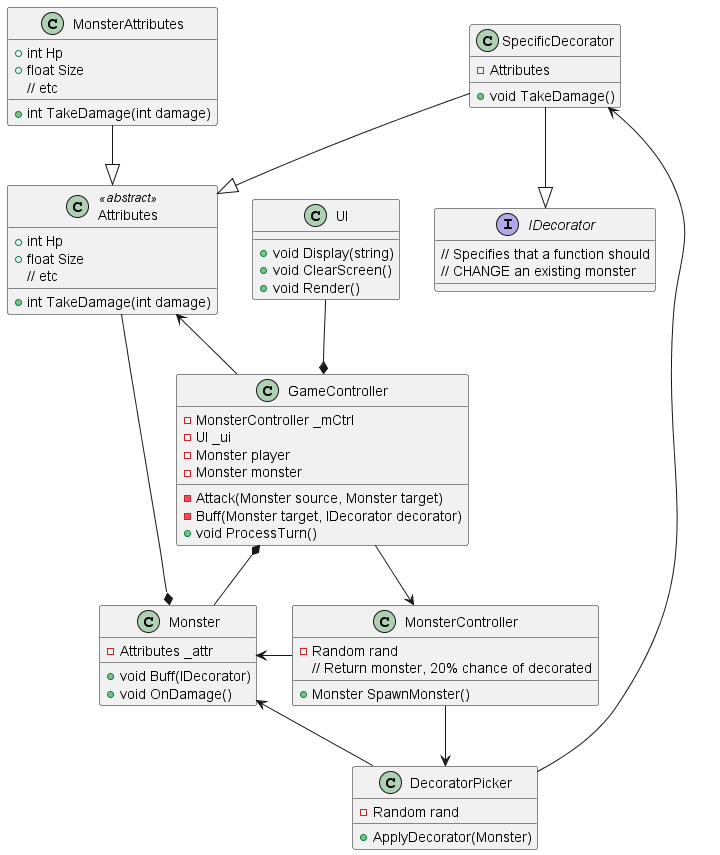 C MonsterAttributes
int Hp
float Size
// etc
int TakeDamage(int damage)
C SpecificDecorator
Attributes
void TakeDamage()
C «abstract»
Attributes
int Hp
float Size
// etc
int TakeDamage(int damage)
C UI
void Display(string)
void ClearScreen()
void Render()
I IDecorator
// Specifies that a function should
// CHANGE an existing monster
C GameController
MonsterController _mCtrl
UI _ui
Monster player
Monster monster
Attack(Monster source, Monster target)
Buff(Monster target, IDecorator decorator)
void ProcessTurn()
C Monster
Attributes _attr
void Buff(IDecorator)
void OnDamage()
C MonsterController
Random rand
// Return monster, 20% chance of decorated
Monster SpawnMonster()
C DecoratorPicker
Random rand
ApplyDecorator(Monster)